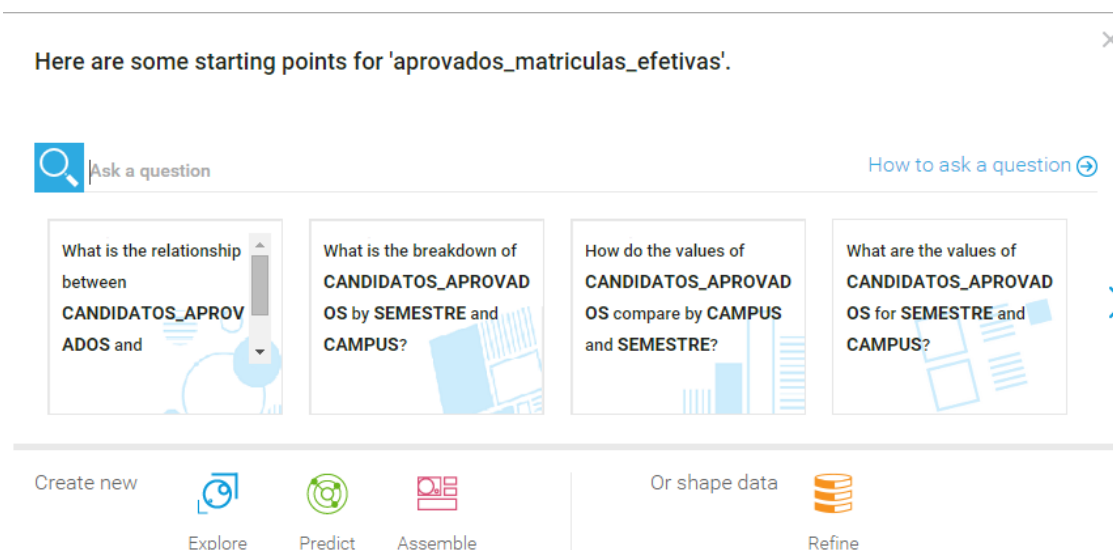 Here are some starting points for 'aprovados_matriculas_efetivas'.
Ask a question
How to ask a question
What is the relationship
between
CANDIDATOS_APROV
ADOS and
What is the breakdown of
CANDIDATOS_APROVAD
OS by SEMESTRE and
CAMPUS?
How do the values of
CANDIDATOS_APROVAD
OS compare by CAMPUS
and SEMESTRE?
What are the values of
CANDIDATOS_APROVAD
OS for SEMESTRE and
CAMPUS?
Create new
Explore
Predict
Assemble
Or shape data
Refine